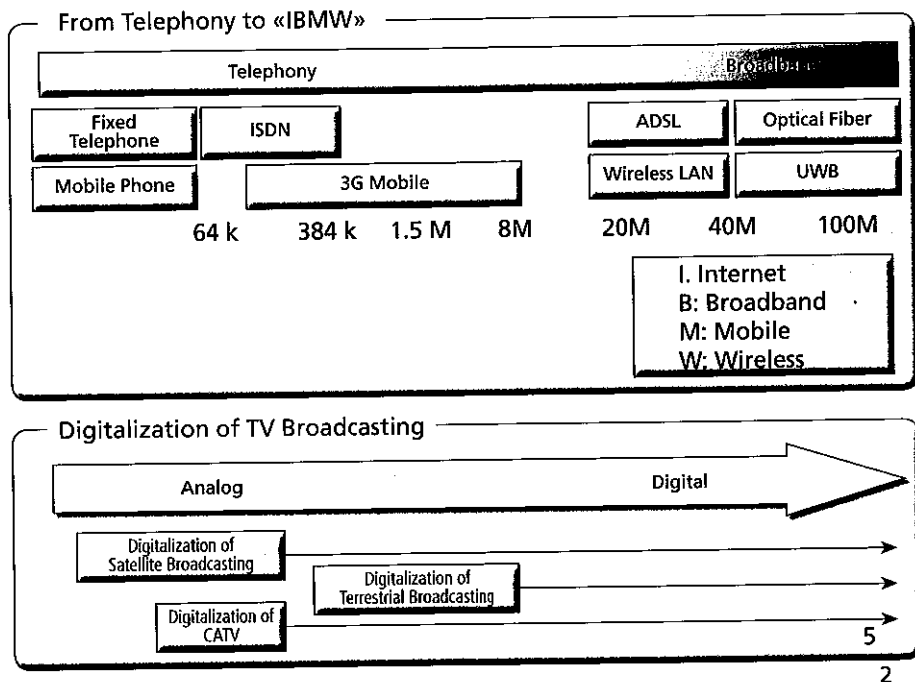 From Telephony to «IBMW»
Telephony
Broadband
Fixed
Telephone
ISDN
ADSL
Optical Fiber
Mobile Phone
3G Mobile
Wireless LAN
UWB
64 k 384 k 1.5 M 8M 20M 40M 100M
I. Internet
B: Broadband
M: Mobile
W: Wireless
Digitalization of TV Broadcasting
Analog
Digital
Digitalization of
Satellite Broadcasting
Digitalization of
Terrestrial Broadcasting
Digitalization of
CATV
5
2